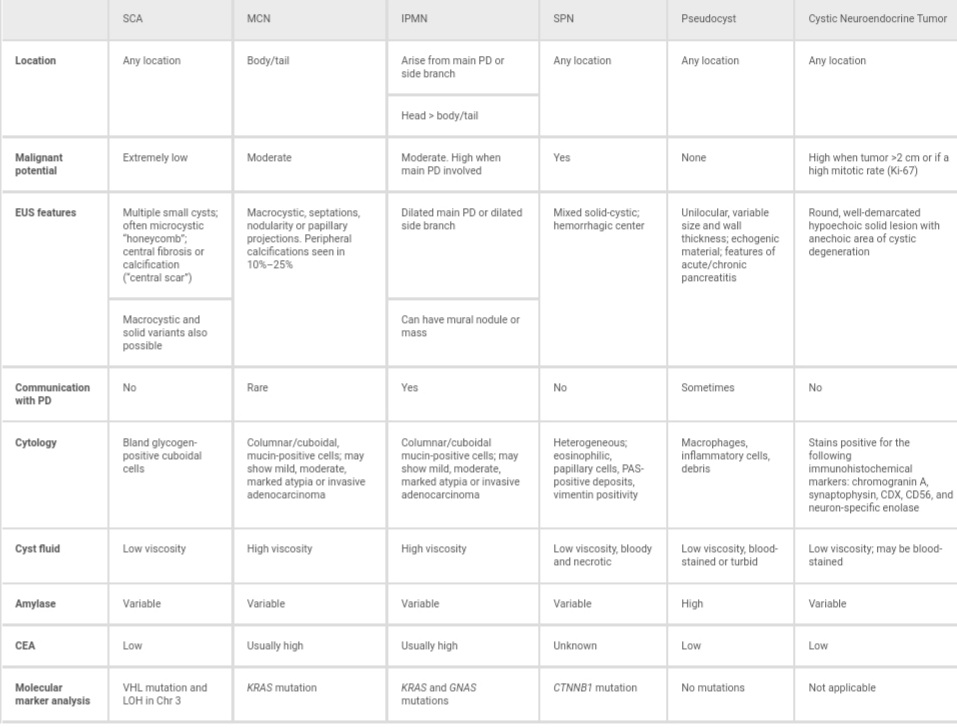 SCA MCN IPMN SPN Pseudocyst Cystic Neuroendocrine Tumor
Location
Any location
Body/tail
Arise from main PD or
side branch
Head > body/tail
Any location
Any location
Any location
Malignant
potential
Extremely low
Moderate
Moderate. High when
main PD involved
Yes
None
High when tumor >2 cm or if a
high mitotic rate (Ki-67)
EUS features
Multiple small cysts;
often microcystic
“honeycomb”;
central fibrosis or
calcification
(“central scar”)
Macrocystic and
solid variants also
possible
Macrocystic, septations,
nodularity or papillary
projections. Peripheral
calcifications seen in
10%–25%
Dilated main PD or dilated
side branch
Can have mural nodule or
mass
Mixed solid-cystic;
hemorrhagic center
Unilocular, variable
size and wall
thickness; echogenic
material; features of
acute/chronic
pancreatitis
Round, well-demarcated
hypoechoic solid lesion with
anechoic area of cystic
degeneration
Communication
with PD
No
Rare
Yes
No
Sometimes
No
Cytology
Bland glycogen-
positive cuboidal
cells
Columnar/cuboidal,
mucin-positive cells; may
show mild, moderate,
marked atypia or invasive
adenocarcinoma
Columnar/cuboidal
mucin-positive cells; may
show mild, moderate,
marked atypia or invasive
adenocarcinoma
Heterogeneous;
eosinophilic,
papillary cells, PAS-
positive deposits,
vimentin positivity
Macrophages,
inflammatory cells,
debris
Stains positive for the
following
immunohistochemical
markers: chromogranin A,
synaptophysin, CDX, CD56, and
neuron-specific enolase
Cyst fluid
Low viscosity
High viscosity
High viscosity
Low viscosity, bloody
and necrotic
Low viscosity, blood-
stained or turbid
Low viscosity; may be blood-
stained
Amylase
Variable
Variable
Variable
Variable
High
Variable
CEA
Low
Usually high
Usually high
Unknown
Low
Low
Molecular
marker analysis
VHL mutation and
LOH in Chr 3
KRAS mutation
KRAS and GNAS
mutations
CTNNB1 mutation
No mutations
Not applicable